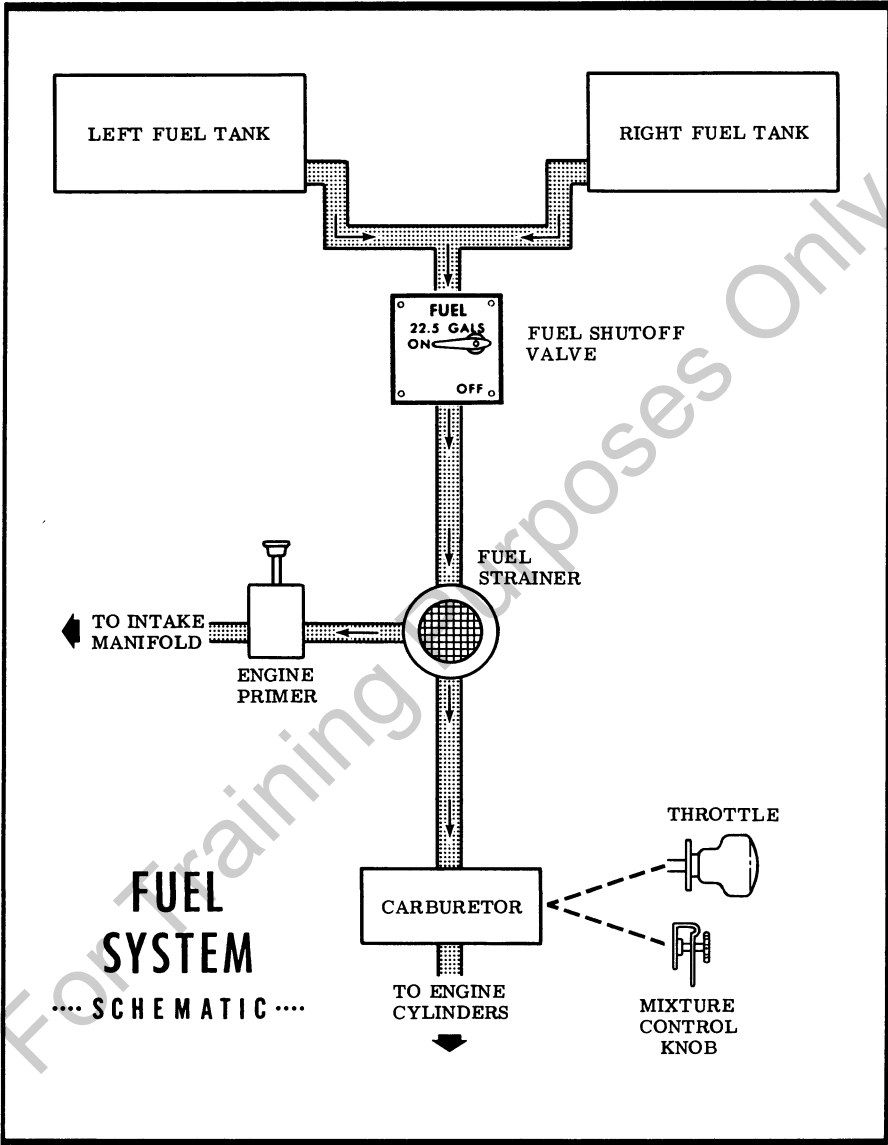 LEFT FUEL TANK
RIGHT FUEL TANK
FUEL
22.5 GALS
ON
OFF
FUEL SHUTOFF
VALVE
FUEL
STRAINER
TO INTAKE
MANIFOLD
ENGINE
PRIMER
THROTTLE
CARBURETOR
MIXTURE
CONTROL
KNOB
TO ENGINE
CYLINDERS
FUEL
SYSTEM
···· SCHEMATIC ····
For Training Purposes Only